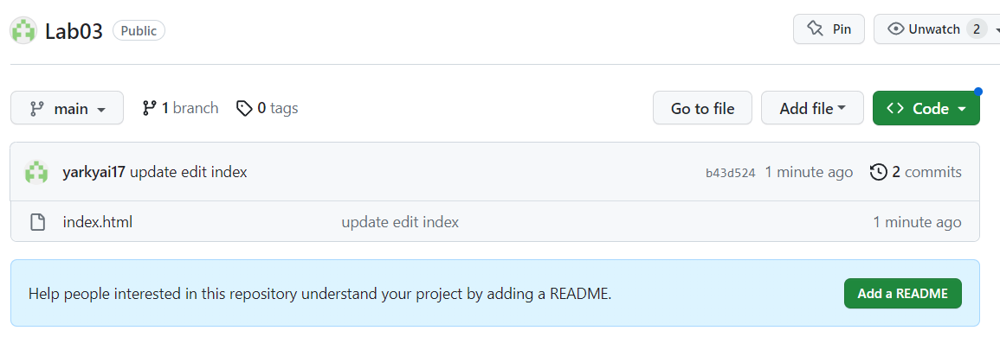 Lab03 Public Pin Unwatch 2
main 1 branch 0 tags Go to file Add file <> Code
yarkyai17 update edit index b43d524 1 minute ago 2 commits
index.html update edit index 1 minute ago
Help people interested in this repository understand your project by adding a README. Add a README